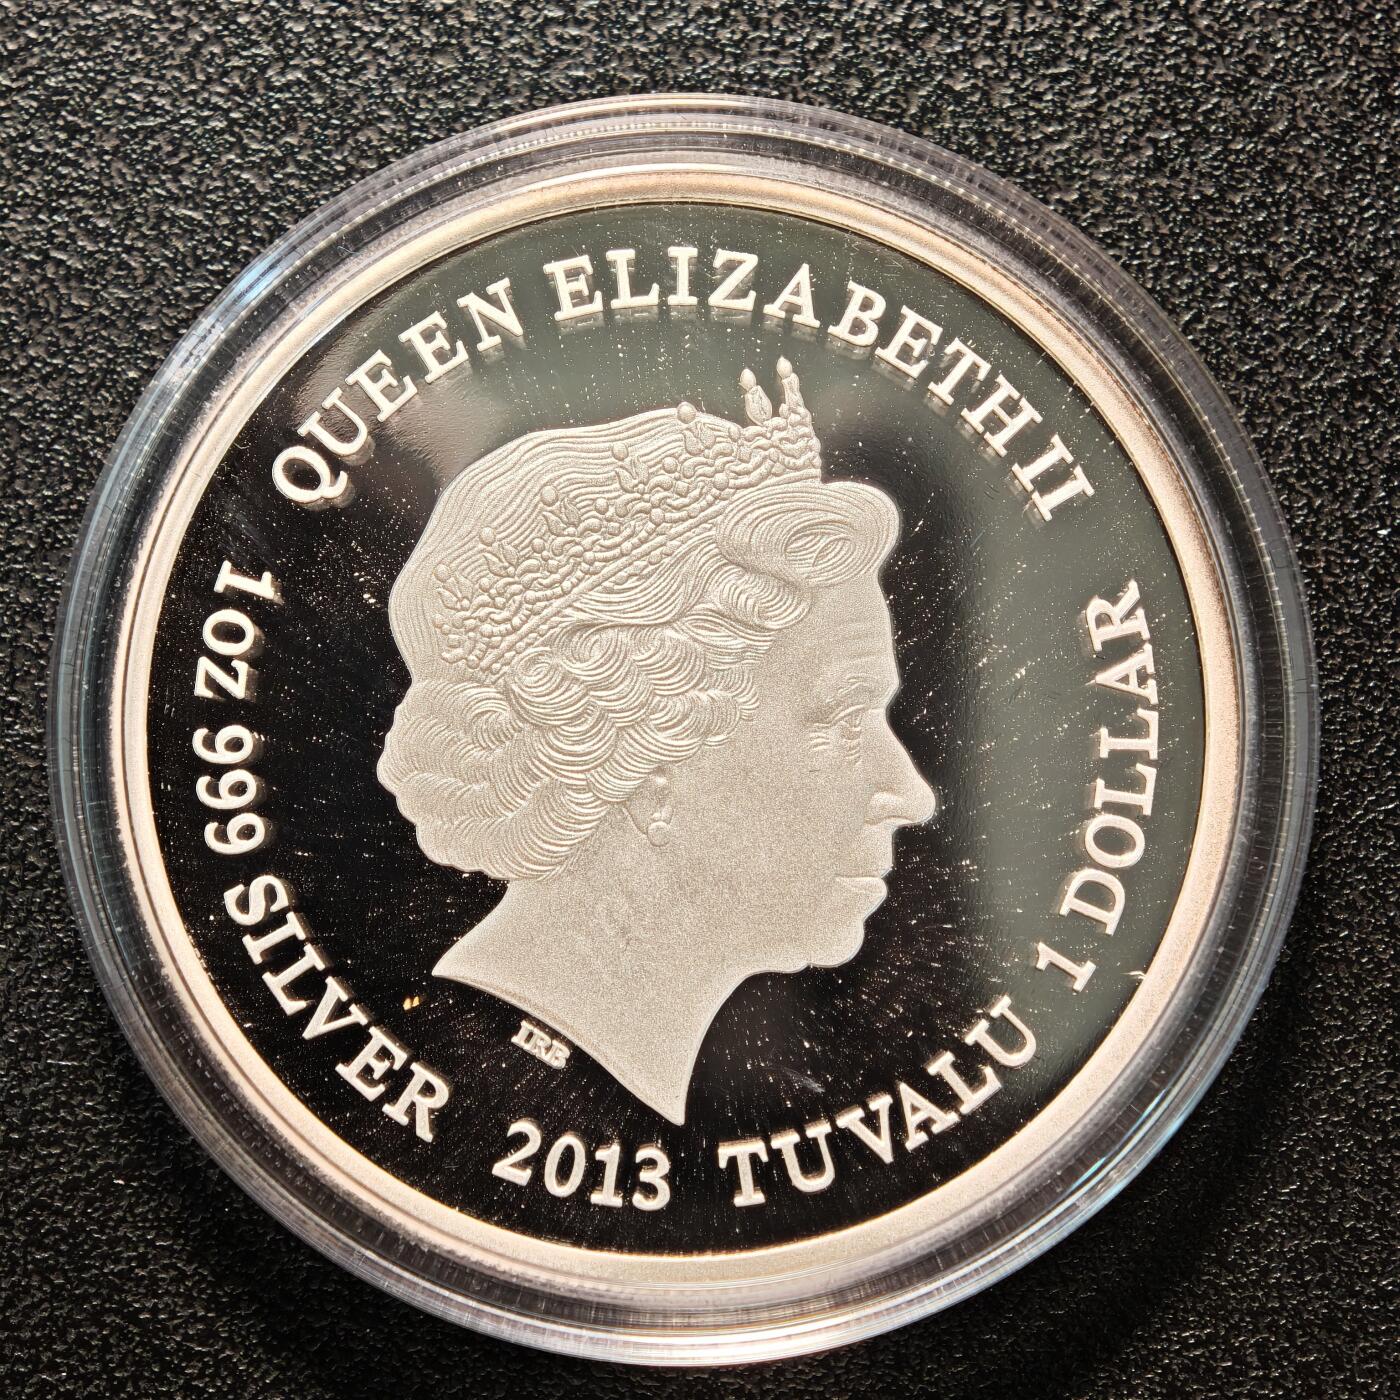 QUEEN ELIZABETH II
1 OZ 999 SILVER 2013 TUVALU 1 DOLLAR
IRB